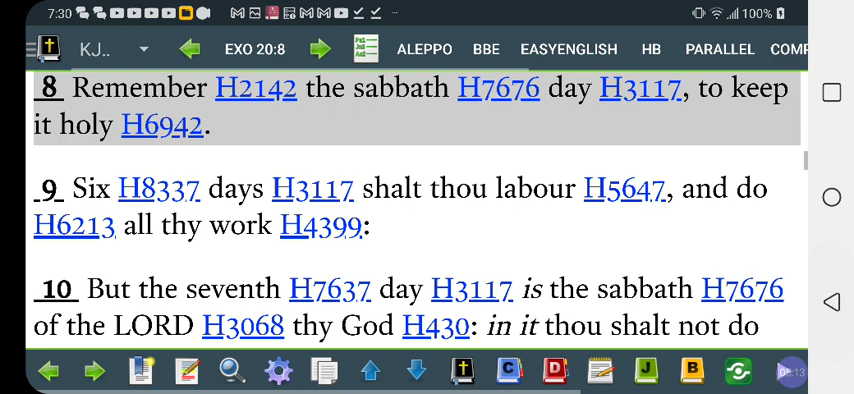 7:30 100%
KJ.. EXO 20:8 ALEPPO BBE EASYENGLISH HB PARALLEL COMP
8 Remember H2142 the sabbath H7676 day H3117, to keep
it holy H6942.
9 Six H8337 days H3117 shalt thou labour H5647, and do
H6213 all thy work H4399:
10 But the seventh H7637 day H3117 is the sabbath H7676
of the LORD H3068 thy God H430: in it thou shalt not do
C D J B 08:13